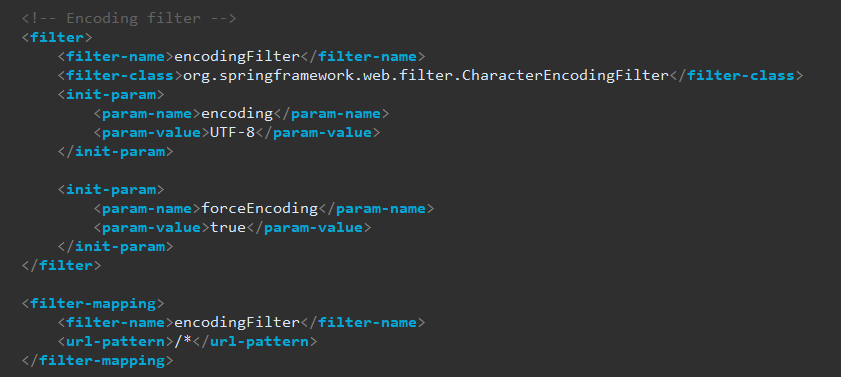 <!-- Encoding filter -->
<filter>
    <filter-name>encodingFilter</filter-name>
    <filter-class>org.springframework.web.filter.CharacterEncodingFilter</filter-class>
    <init-param>
        <param-name>encoding</param-name>
        <param-value>UTF-8</param-value>
    </init-param>

    <init-param>
        <param-name>forceEncoding</param-name>
        <param-value>true</param-value>
    </init-param>
</filter>

<filter-mapping>
    <filter-name>encodingFilter</filter-name>
    <url-pattern>/*</url-pattern>
</filter-mapping>